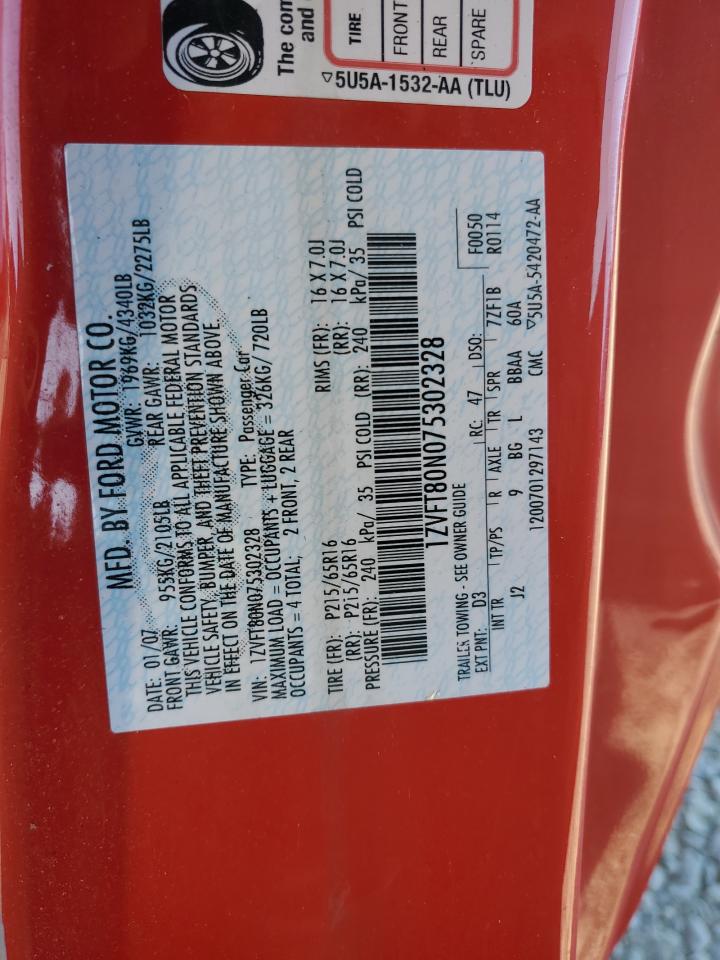 The com
and
TIRE
FRONT
REAR
SPARE
5U5A-1532-AA (TLU)
MFD. BY FORD MOTOR CO.
DATE: 01/07 GVWR: 1969KG/4340LB
FRONT GAWR: 955KG/2105LB REAR GAWR: 1032KG/2275LB
THIS VEHICLE CONFORMS TO ALL APPLICABLE FEDERAL MOTOR
VEHICLE SAFETY, BUMPER, AND THEFT PREVENTION STANDARDS
IN EFFECT ON THE DATE OF MANUFACTURE SHOWN ABOVE.
VIN: 1ZVFT80N075302328 TYPE: Passenger Car
MAXIMUM LOAD = OCCUPANTS + LUGGAGE = 326KG/ 720LB
OCCUPANTS = 4 TOTAL; 2 FRONT, 2 REAR
TIRE (FR): P215/65R16 RIMS (FR): 16 X 7.0J
(RR): P215/65R16 (RR): 16 X 7.0J
PRESSURE (FR): 240 kPa/ 35 PSI COLD (RR): 240 kPa/ 35 PSI COLD
1ZVFT80N075302328
TRAILER TOWING - SEE OWNER GUIDE
EXT PNT: D3 RC: 47 DSO: F0050
INT TR TP/PS R AXLE TR SPR 7ZF1B R0114
J2 9 BG L BBAA 60A
1200701297143 CMC 5U5A-5420472-AA